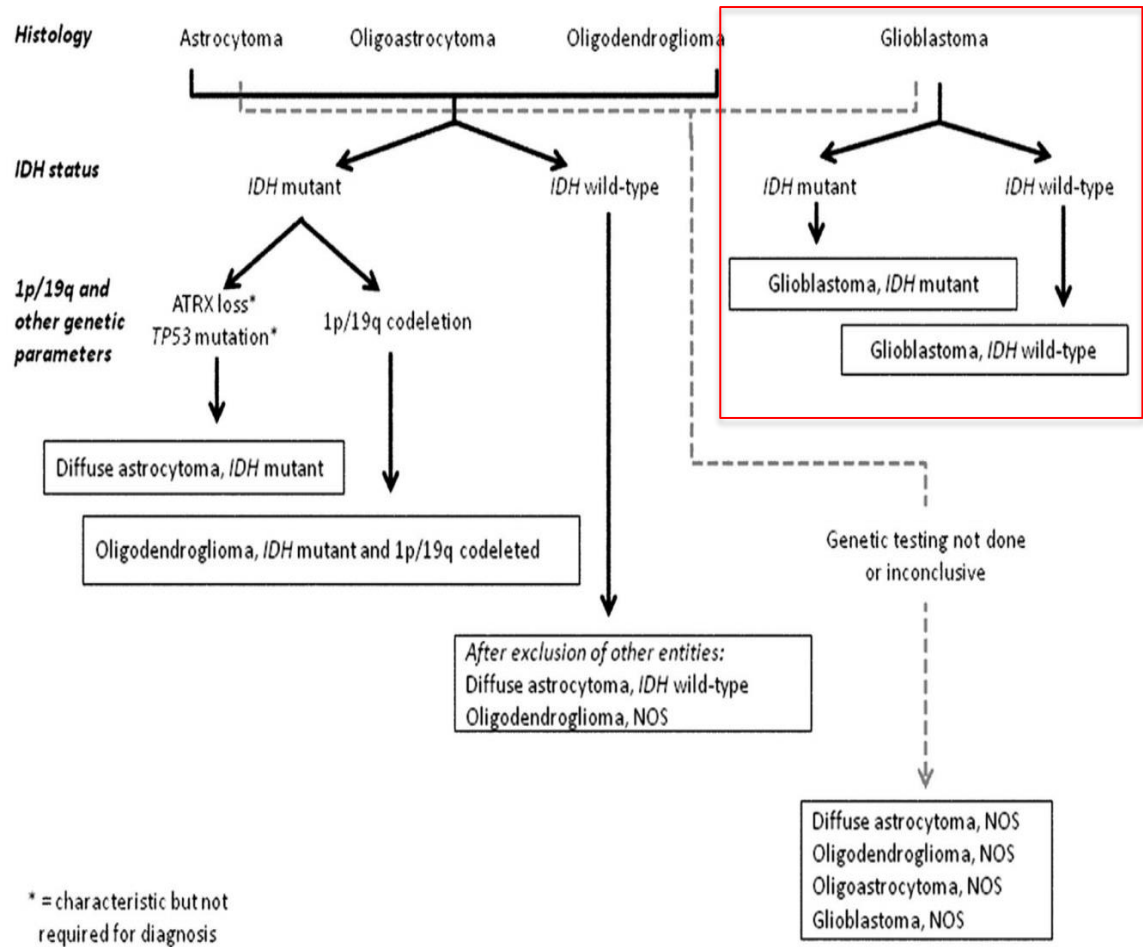 Histology
Astrocytoma
Oligoastrocytoma
Oligodendroglioma
Glioblastoma
IDH status
IDH mutant
IDH wild-type
IDH mutant
IDH wild-type
1p/19q and
other genetic
parameters
ATRX loss*
TP53 mutation*
1p/19q codeletion
Glioblastoma, IDH mutant
Glioblastoma, IDH wild-type
Diffuse astrocytoma, IDH mutant
Oligodendroglioma, IDH mutant and 1p/19q codeleted
Genetic testing not done
or inconclusive
After exclusion of other entities:
Diffuse astrocytoma, IDH wild-type
Oligodendroglioma, NOS
Diffuse astrocytoma, NOS
Oligodendroglioma, NOS
Oligoastrocytoma, NOS
Glioblastoma, NOS
* = characteristic but not
required for diagnosis